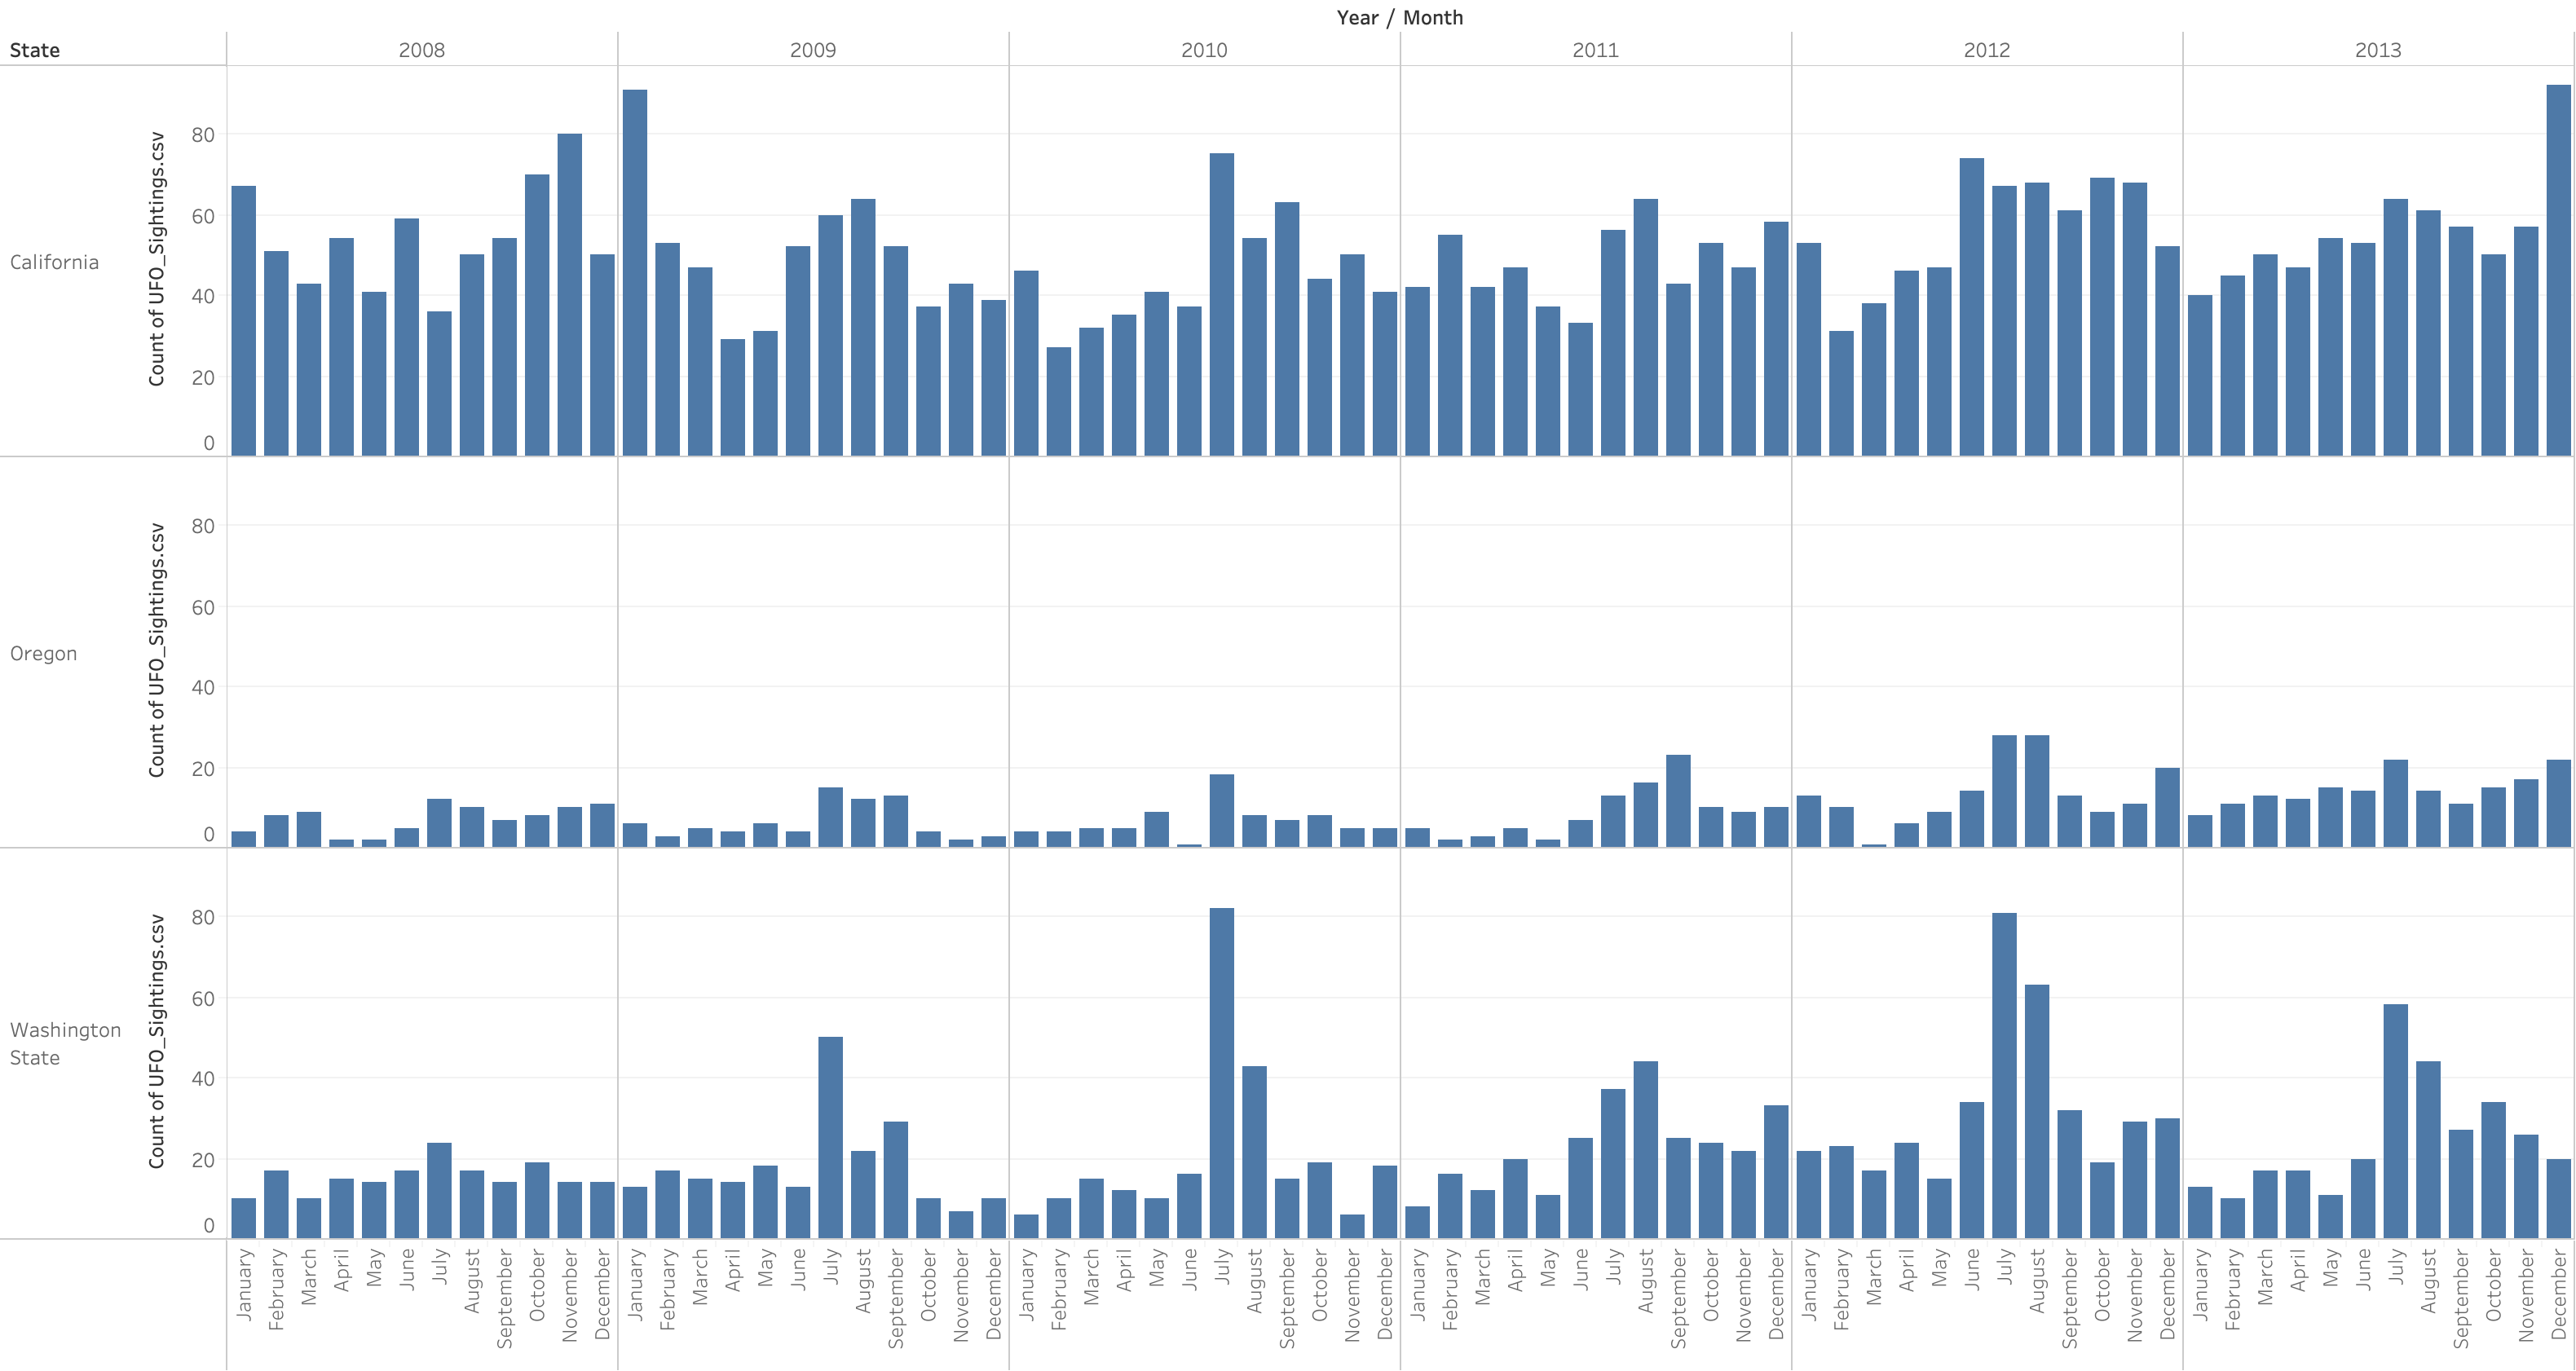 Year / Month
State
2008
2009
2010
2011
2012
2013
California
Count of UFO_Sightings.csv
80
60
40
20
0
Oregon
Count of UFO_Sightings.csv
80
60
40
20
0
Washington
State
Count of UFO_Sightings.csv
80
60
40
20
0
January
February
March
April
May
June
July
August
September
October
November
December
January
February
March
April
May
June
July
August
September
October
November
December
January
February
March
April
May
June
July
August
September
October
November
December
January
February
March
April
May
June
July
August
September
October
November
December
January
February
March
April
May
June
July
August
September
October
November
December
January
February
March
April
May
June
July
August
September
October
November
December